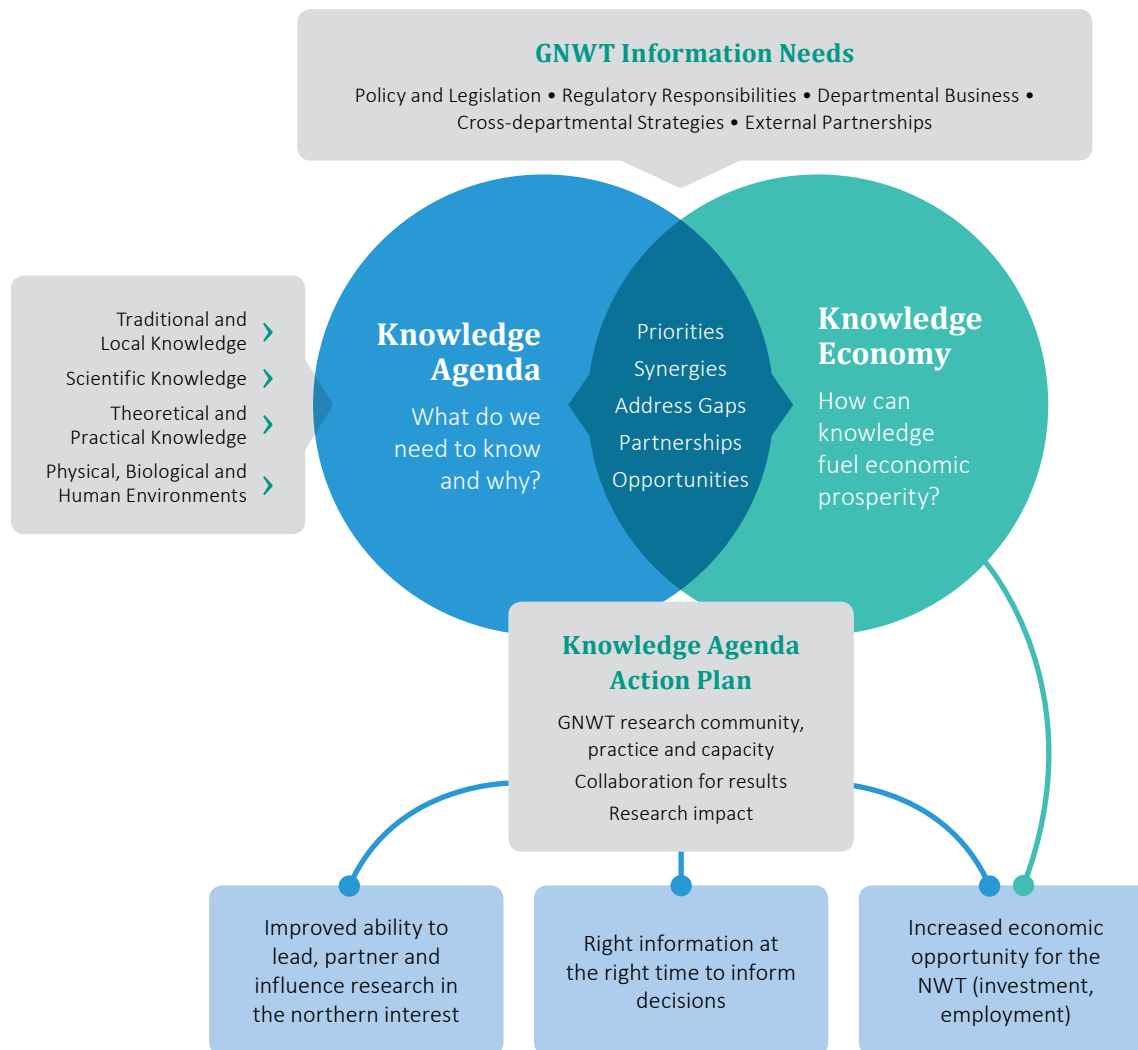 GNWT Information Needs
Policy and Legislation • Regulatory Responsibilities • Departmental Business •
Cross-departmental Strategies • External Partnerships
Traditional and
Local Knowledge
Scientific Knowledge
Theoretical and
Practical Knowledge
Physical, Biological and
Human Environments
Knowledge
Agenda
What do we
need to know
and why?
Priorities
Synergies
Address Gaps
Partnerships
Opportunities
Knowledge
Economy
How can
knowledge
fuel economic
prosperity?
Knowledge Agenda
Action Plan
GNWT research community,
practice and capacity
Collaboration for results
Research impact
Improved ability to
lead, partner and
influence research in
the northern interest
Right information at
the right time to inform
decisions
Increased economic
opportunity for the
NWT (investment,
employment)